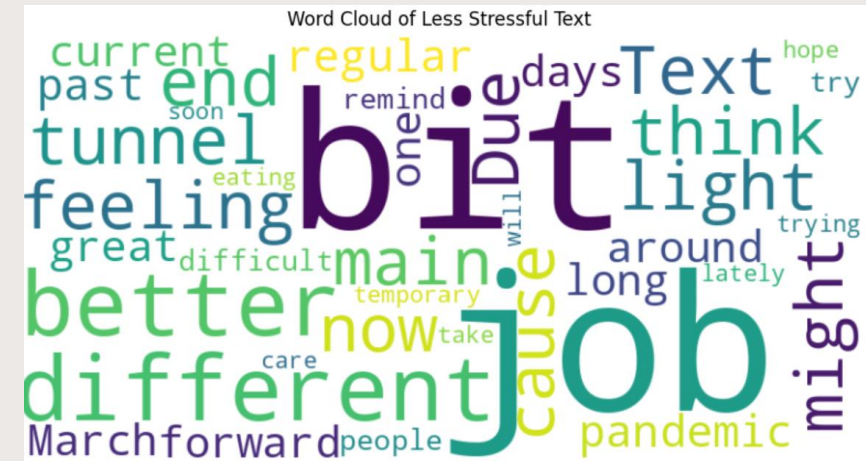 Word Cloud of Less Stressful Text
current
regular
hope
past
end
remind
days
Text
try
soon
Due
tunnel
one
bit
think
eating
light
feeling
will
trying
great
difficult
main
around
long
lately
better
temporary
cause
might
now
take
job
care
different
pandemic
March
forward
people